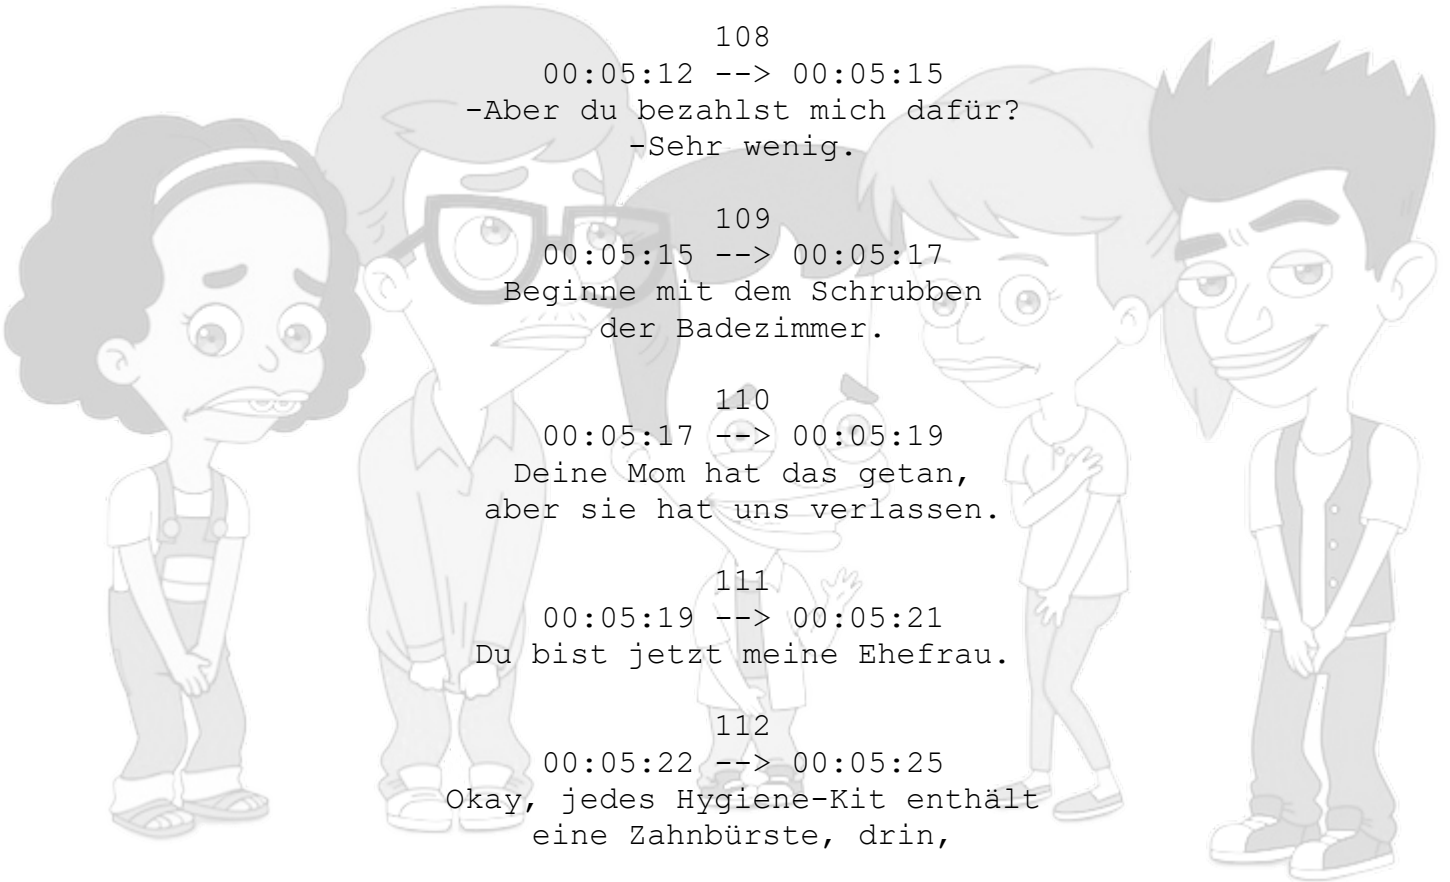 108
00:05:12 --> 00:05:15
-Aber du bezahlst mich dafür?
-Sehr wenig.
109
00:05:15 --> 00:05:17
Beginne mit dem Schrubben
der Badezimmer.
110
00:05:17 --> 00:05:19
Deine Mom hat das getan,
aber sie hat uns verlassen.
111
00:05:19 --> 00:05:21
Du bist jetzt meine Ehefrau.
112
00:05:22 --> 00:05:25
Okay, jedes Hygiene-Kit enthält
eine Zahnbürste, drin,